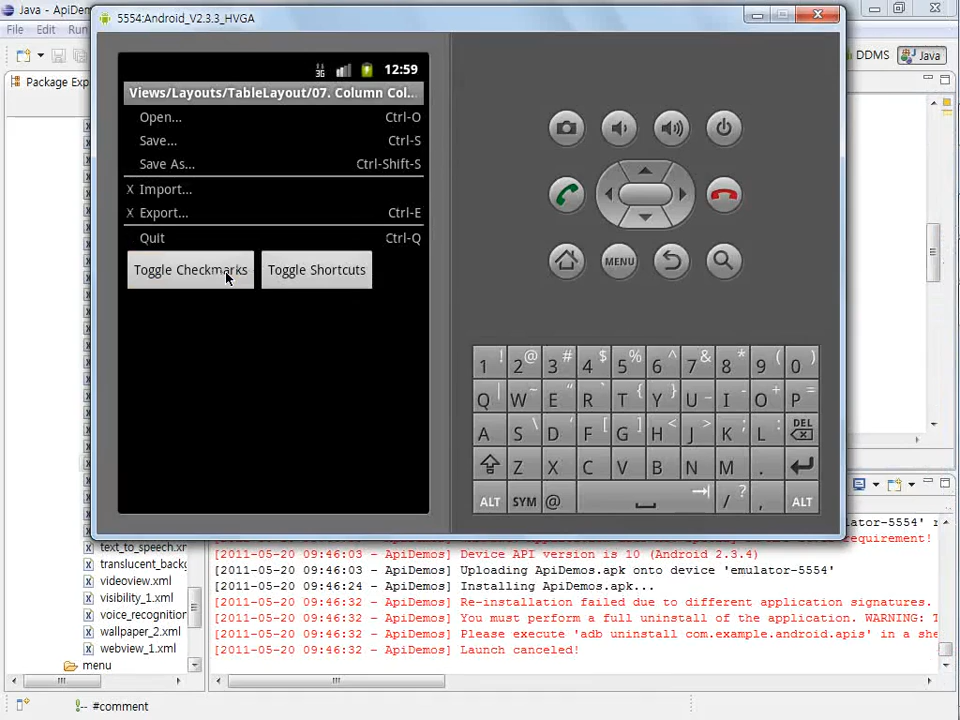 Java - ApiDem
5554:Android_V2.3.3_HVGA
File Edit Run
DDMS Java
Package Exp
12:59
Views/Layouts/TableLayout/07. Column Col...
Open... Ctrl-O
Save... Ctrl-S
Save As... Ctrl-Shift-S
X Import...
X Export... Ctrl-E
Quit Ctrl-Q
Toggle Checkmarks Toggle Shortcuts
MENU
1 ! 2 @ 3 # 4 $ 5 % 6 ^ 7 & 8 * 9 ( 0 )
Q | W ~ E " R ` T { Y } U _ I - O + P =
A S \ D ' F [ G ] H < J > K ; L : DEL
Z X C V B N M .
ALT SYM @ / ? , ALT
requirement!
text_to_speech.xr
[2011-05-20 09:46:03 - ApiDemos] Device API version is 10 (Android 2.3.4)
translucent_backg
[2011-05-20 09:46:03 - ApiDemos] Uploading ApiDemos.apk onto device 'emulator-5554'
videoview.xml
[2011-05-20 09:46:24 - ApiDemos] Installing ApiDemos.apk...
visibility_1.xml
[2011-05-20 09:46:32 - ApiDemos] Re-installation failed due to different application signatures.
voice_recognition
[2011-05-20 09:46:32 - ApiDemos] You must perform a full uninstall of the application. WARNING: T
wallpaper_2.xml
[2011-05-20 09:46:32 - ApiDemos] Please execute 'adb uninstall com.example.android.apis' in a she
webview_1.xml
[2011-05-20 09:46:32 - ApiDemos] Launch canceled!
menu
#comment